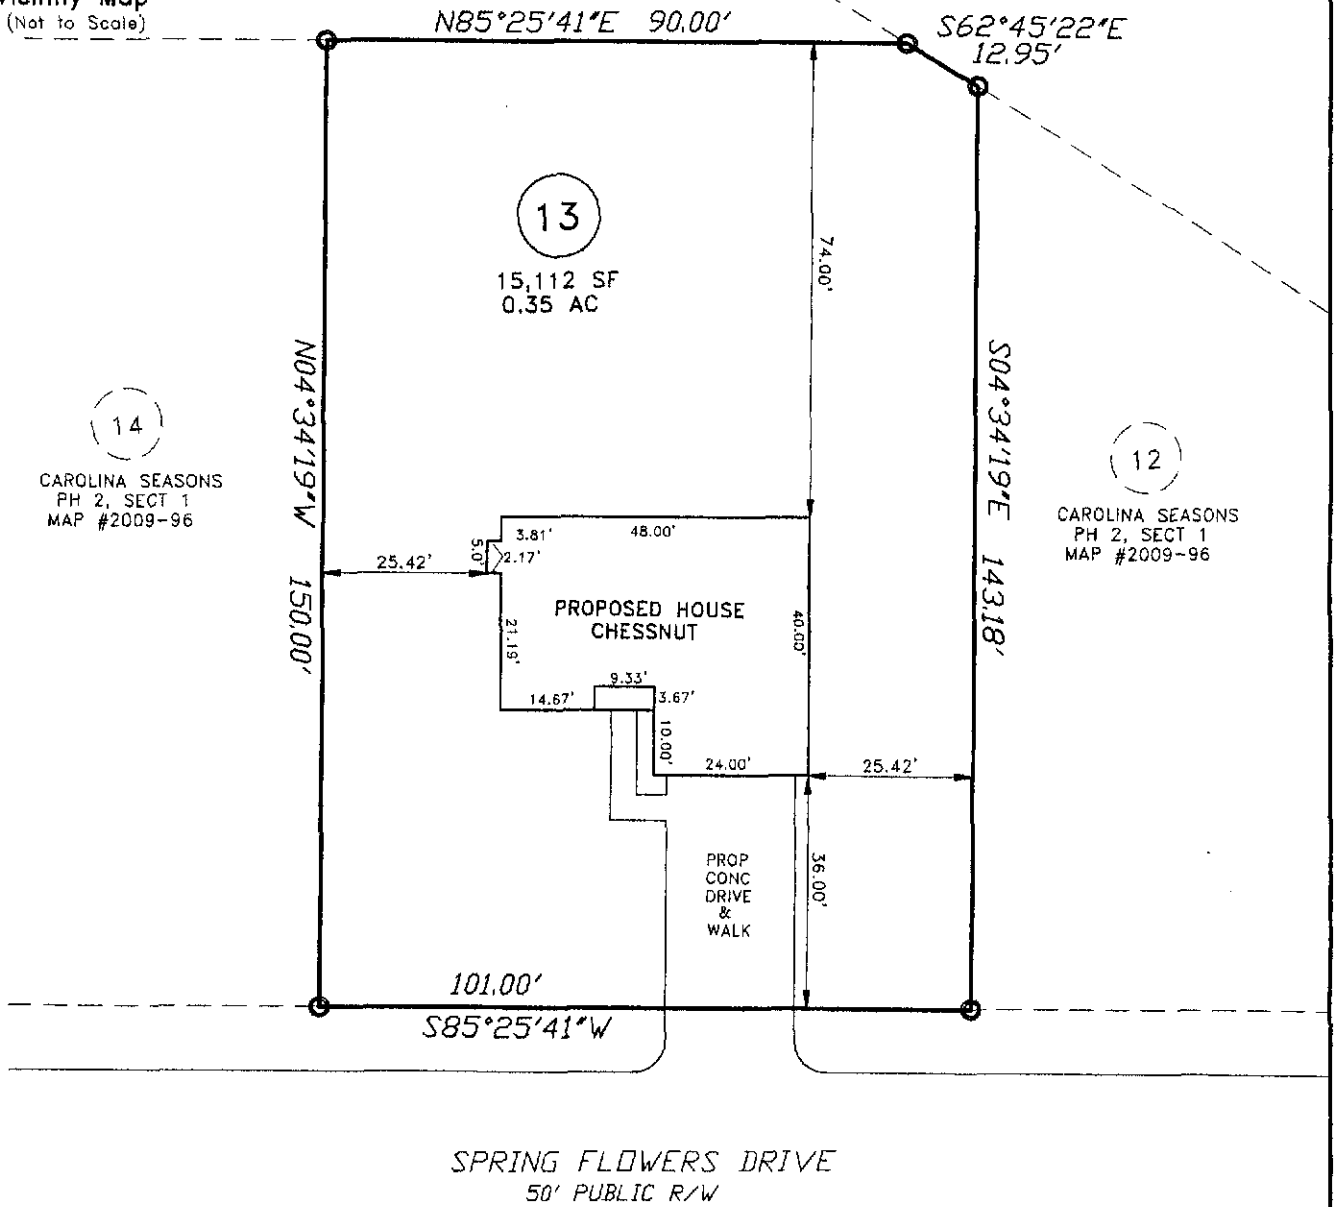 Vicinity Map
(Not to Scale)
N85°25'41"E 90.00'
S62°45'22"E
12.95'
13
15,112 SF
0.35 AC
74.00'
N04°34'19"W 150.00'
S04°34'19"E 143.18'
14
CAROLINA SEASONS
PH 2, SECT 1
MAP #2009-96
12
CAROLINA SEASONS
PH 2, SECT 1
MAP #2009-96
3.81'
48.00'
5.0'
2.17'
25.42'
PROPOSED HOUSE
CHESSNUT
21.19'
40.00'
9.33'
14.67'
3.67'
10.00'
24.00'
25.42'
36.00'
PROP
CONC
DRIVE
&
WALK
101.00'
S85°25'41"W
SPRING FLOWERS DRIVE
50' PUBLIC R/W